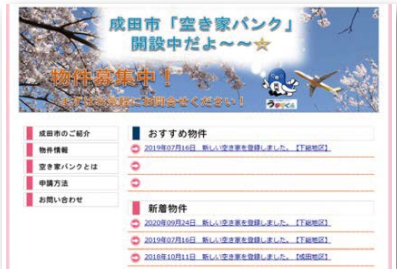 成田市「空き家バンク」
開設中だよ~~☆
物件募集中!
まずはお気軽にお問合せください!
うなりくん
成田市のご紹介
物件情報
空き家バンクとは
申請方法
お問い合わせ
おすすめ物件
2019年07月16日 新しい空き家を登録しました。【下総地区】
新着物件
2020年09月24日 新しい空き家を登録しました。【下総地区】
2019年07月16日 新しい空き家を登録しました。【下総地区】
2018年10月11日 新しい空き家を登録しました。【成田地区】